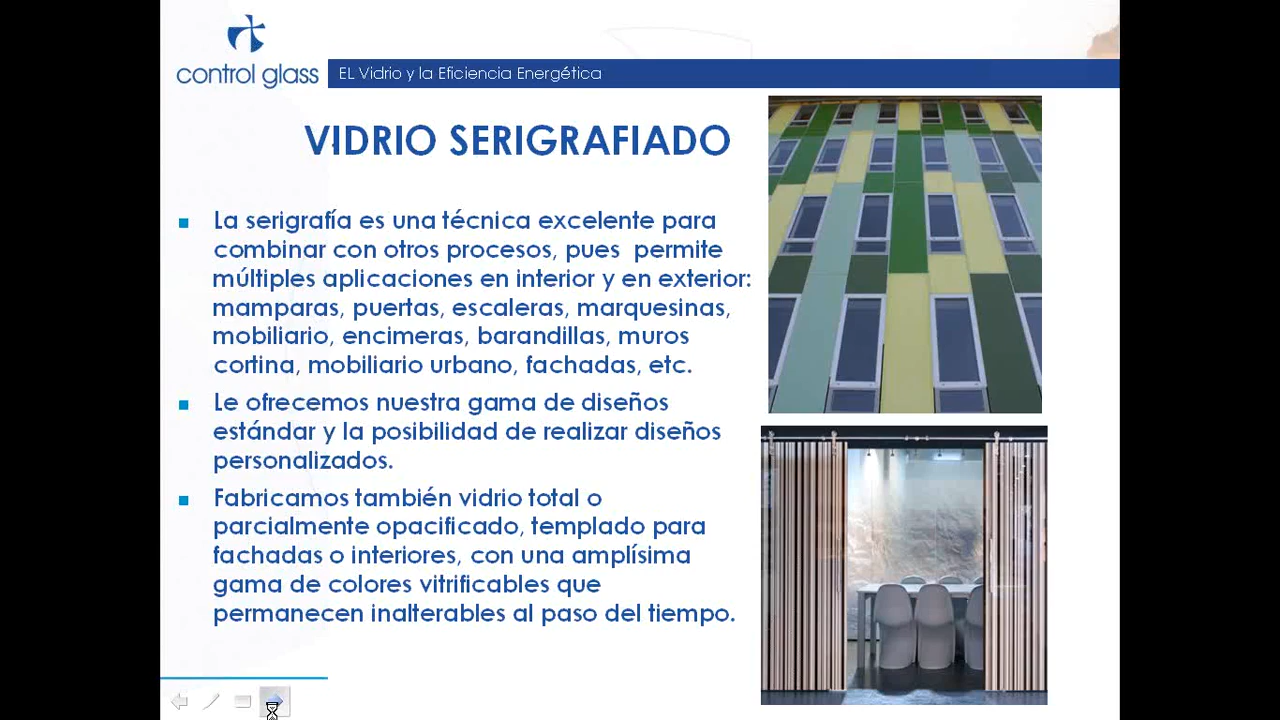 control glass
EL Vidrio y la Eficiencia Energética
VIDRIO SERIGRAFIADO
La serigrafía es una técnica excelente para
combinar con otros procesos, pues permite
múltiples aplicaciones en interior y en exterior:
mamparas, puertas, escaleras, marquesinas,
mobiliario, encimeras, barandillas, muros
cortina, mobiliario urbano, fachadas, etc.
Le ofrecemos nuestra gama de diseños
estándar y la posibilidad de realizar diseños
personalizados.
Fabricamos también vidrio total o
parcialmente opacificado, templado para
fachadas o interiores, con una amplísima
gama de colores vitrificables que
permanecen inalterables al paso del tiempo.